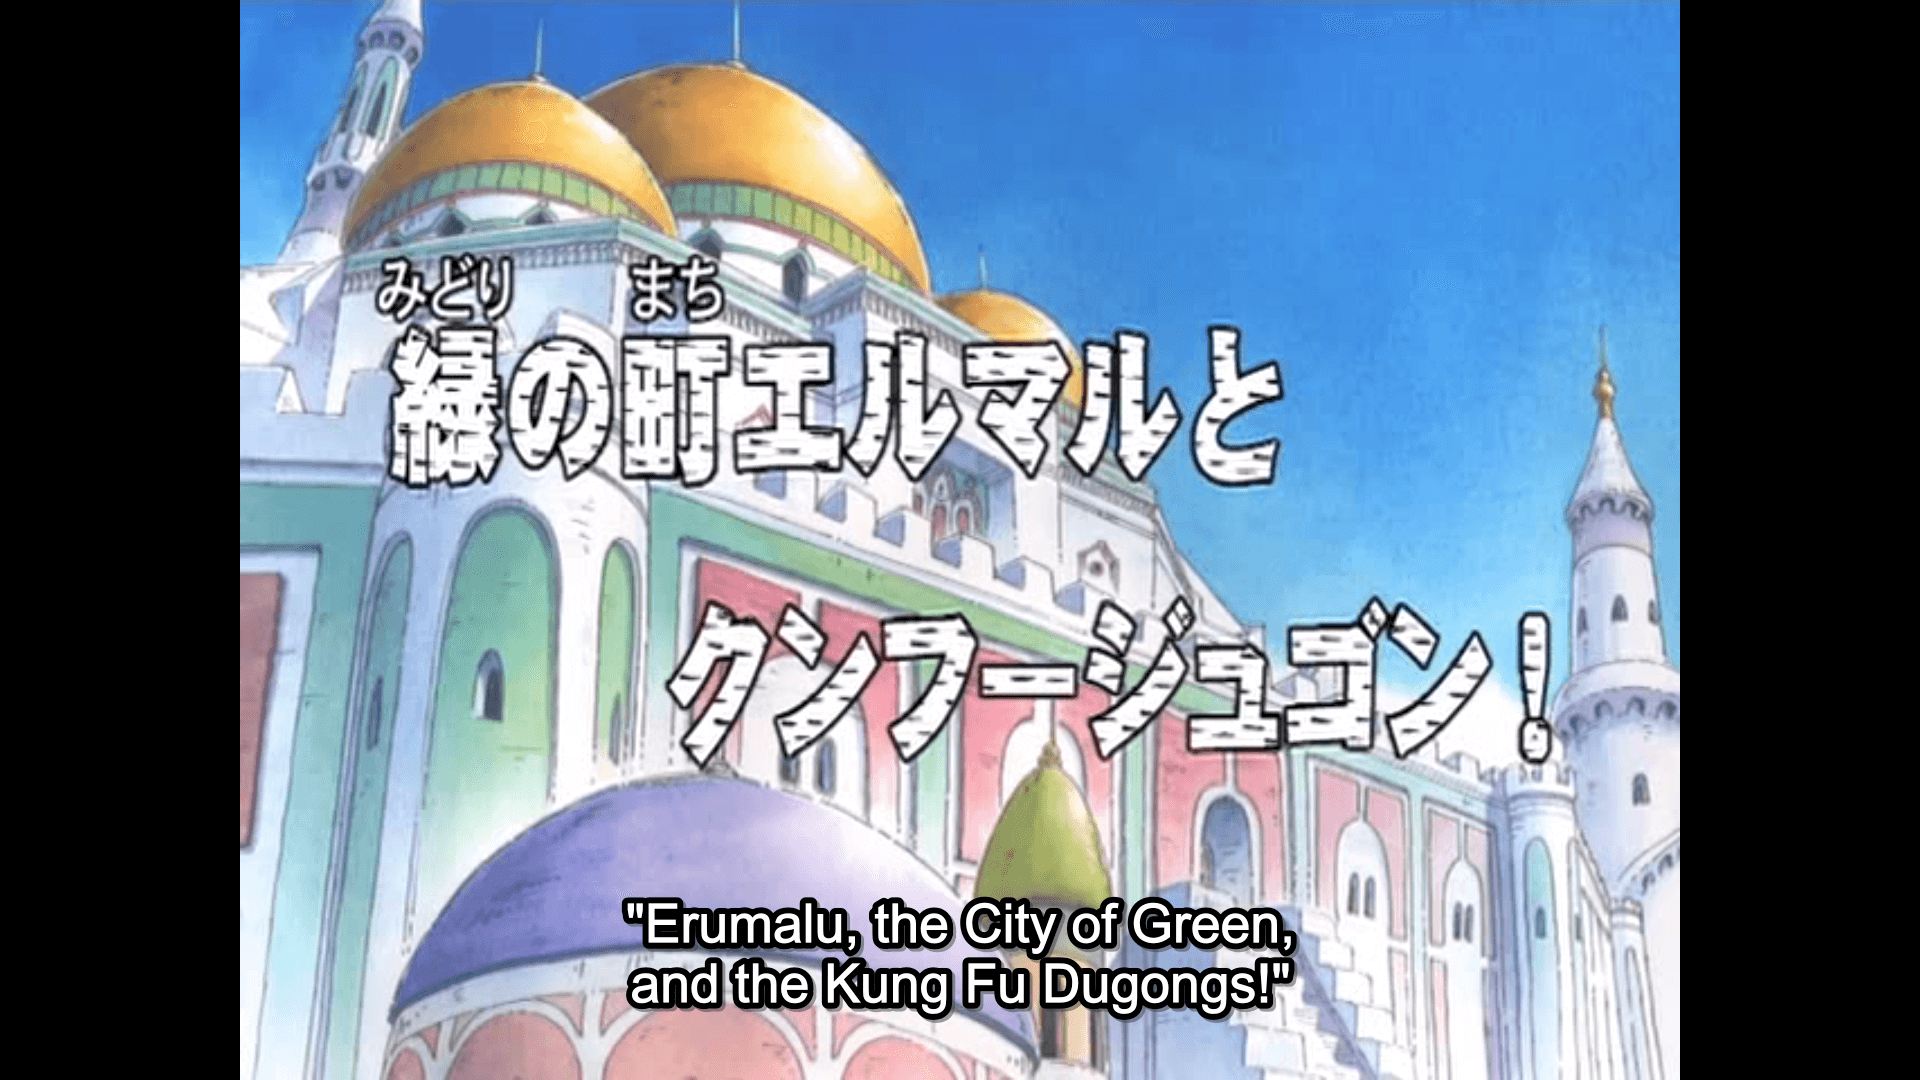 みどり まち
緑の町エルマルと
クンフージュゴン!
"Erumalu, the City of Green,
and the Kung Fu Dugongs!"